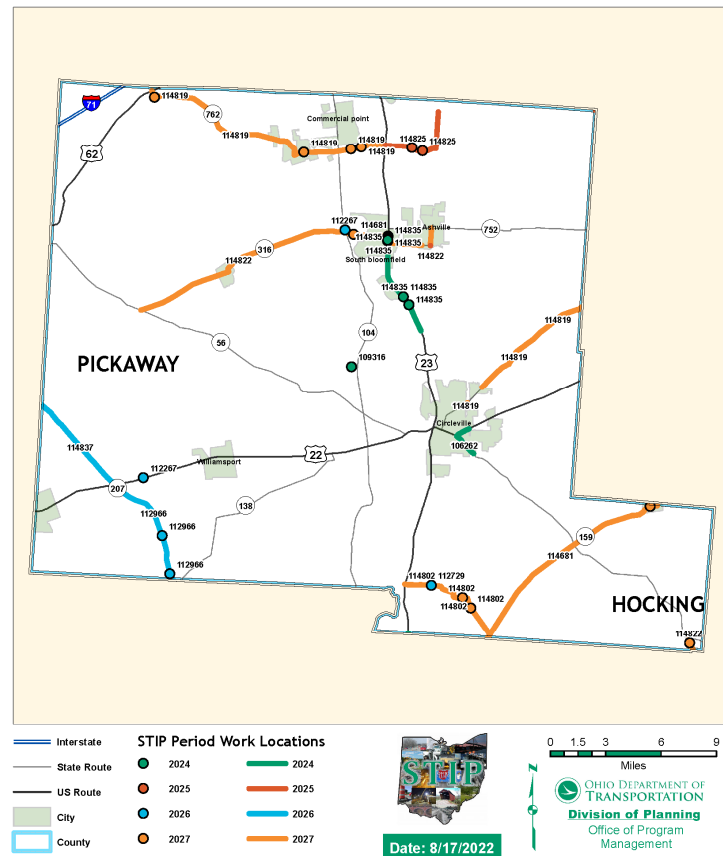 114819
71
762
Commercial point
114819
62
114819
114819
114819
114825
114825
112267
114681
114835
Ashville
752
114835
114835
316
114835
114822
114822
South bloomfield
114835
114835
114835
114819
104
56
109316
23
114819
PICKAWAY
114819
Circleville
106262
114837
22
Williamsport
112267
207
138
112966
112966
159
114681
112966
114802
112729
114802
114802
114802
HOCKING
114822
Interstate
State Route
US Route
City
County
STIP Period Work Locations
2024
2024
2025
2025
2026
2026
2027
2027
STIP
Date: 8/17/2022
N
0 1.5 3 6 9
Miles
OHIO DEPARTMENT OF
TRANSPORTATION
Division of Planning
Office of Program
Management